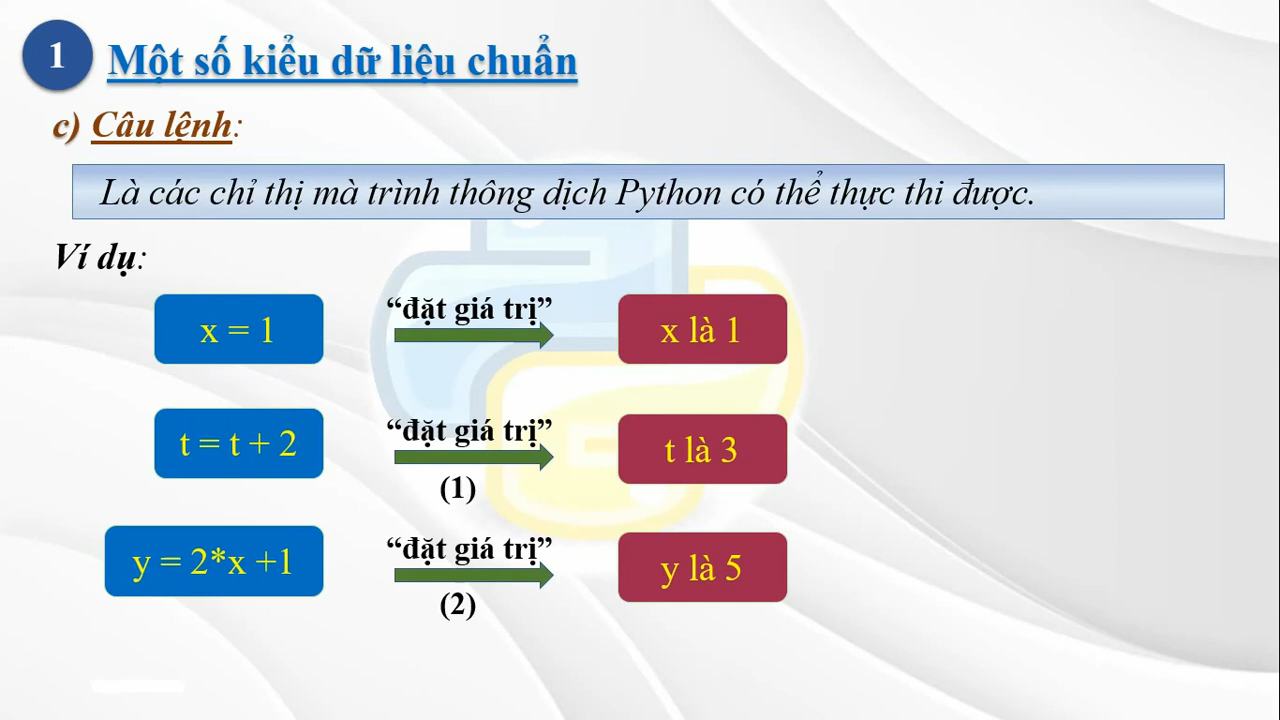 1 Một số kiểu dữ liệu chuẩn
c) Câu lệnh:
Là các chỉ thị mà trình thông dịch Python có thể thực thi được.
Ví dụ:
x = 1 “đặt giá trị” x là 1
t = t + 2 “đặt giá trị” t là 3
(1)
y = 2*x +1 “đặt giá trị” y là 5
(2)